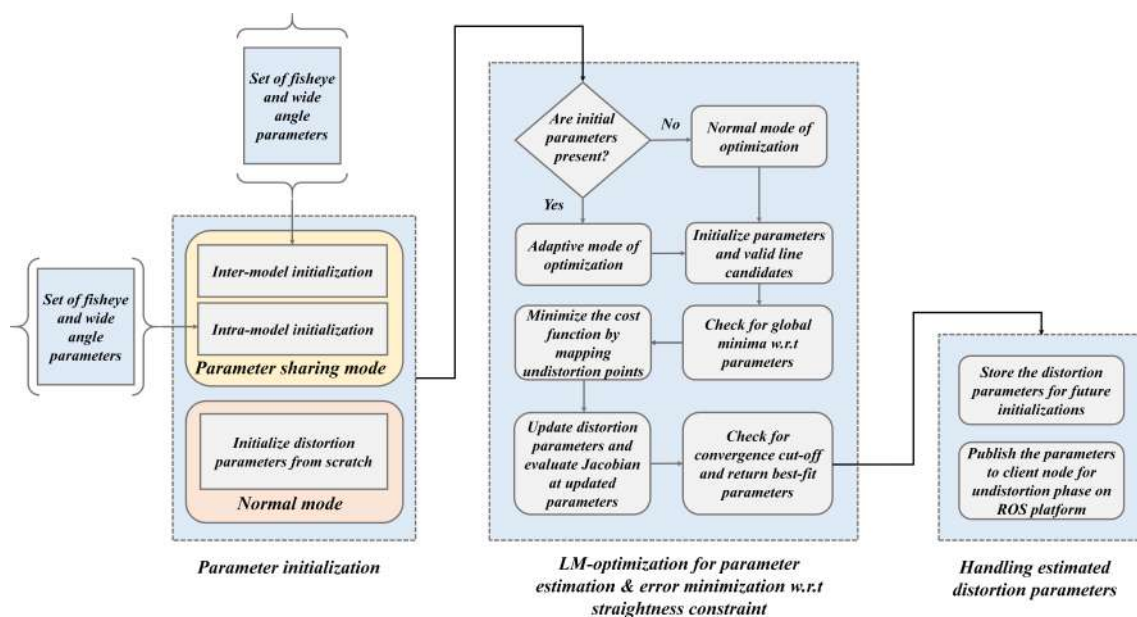 Set of fisheye
and wide
angle
parameters
Set of fisheye
and wide
angle
parameters
Inter-model initialization
Intra-model initialization
Parameter sharing mode
Initialize distortion
parameters from scratch
Normal mode
Parameter initialization
Are initial
parameters
present?
No
Yes
Normal mode of
optimization
Adaptive mode of
optimization
Initialize parameters
and valid line
candidates
Minimize the cost
function by
mapping
undistortion points
Check for global
minima w.r.t
parameters
Update distortion
parameters and
evaluate Jacobian
at updated
parameters
Check for
convergence cut-off
and return best-fit
parameters
LM-optimization for parameter
estimation & error minimization w.r.t
straightness constraint
Store the distortion
parameters for future
initializations
Publish the parameters
to client node for
undistortion phase on
ROS platform
Handling estimated
distortion parameters